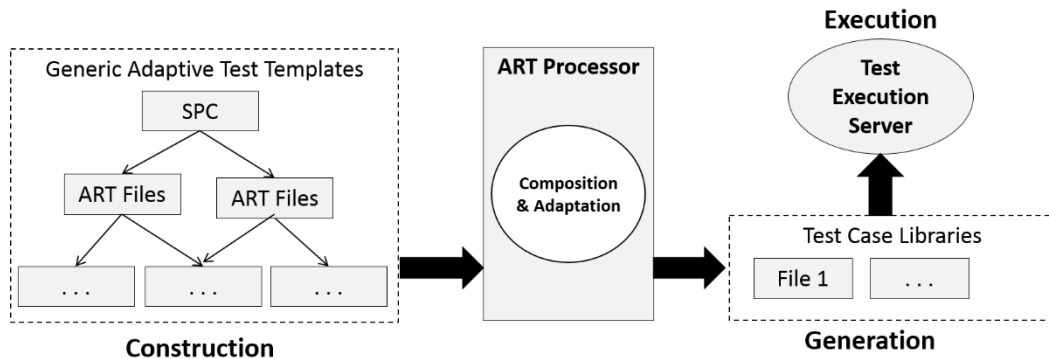 Generic Adaptive Test Templates
SPC
ART Files
ART Files
. . .
. . .
. . .
Construction
ART Processor
Composition
& Adaptation
Execution
Test
Execution
Server
Test Case Libraries
File 1
. . .
Generation